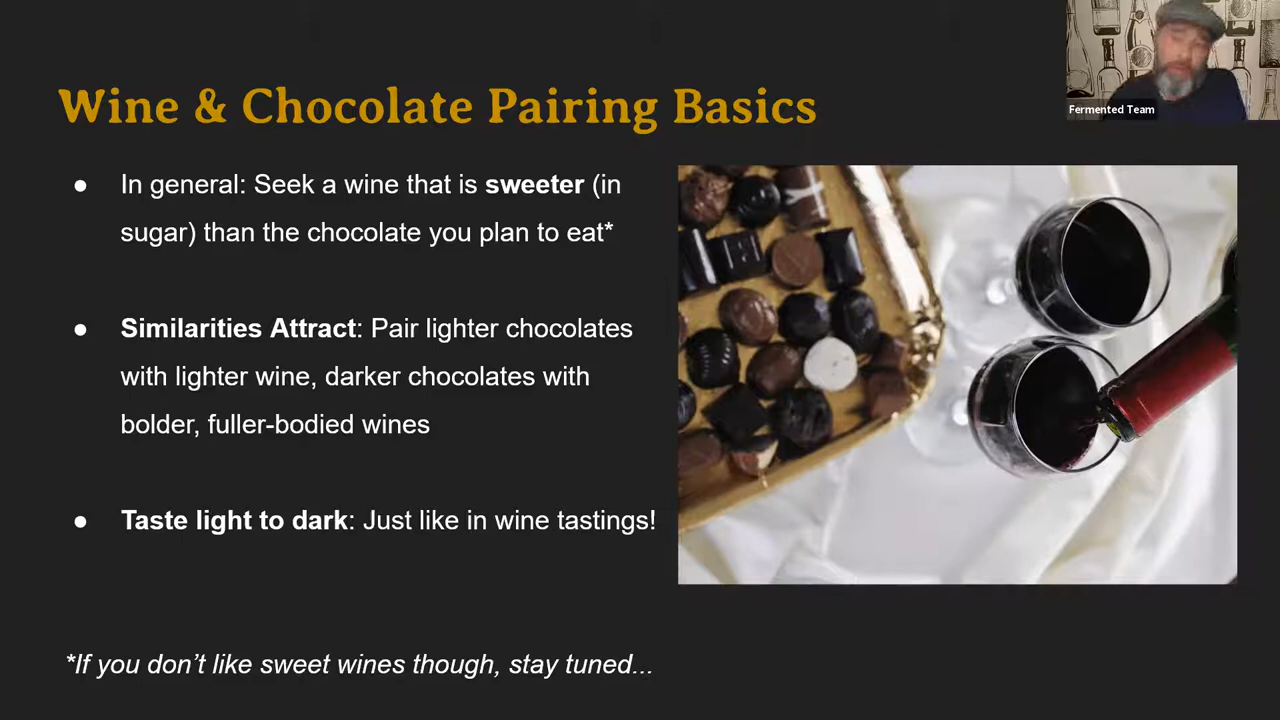 Fermented Team
Wine & Chocolate Pairing Basics
● In general: Seek a wine that is sweeter (in
sugar) than the chocolate you plan to eat*
● Similarities Attract: Pair lighter chocolates
with lighter wine, darker chocolates with
bolder, fuller-bodied wines
● Taste light to dark: Just like in wine tastings!
*If you don’t like sweet wines though, stay tuned...